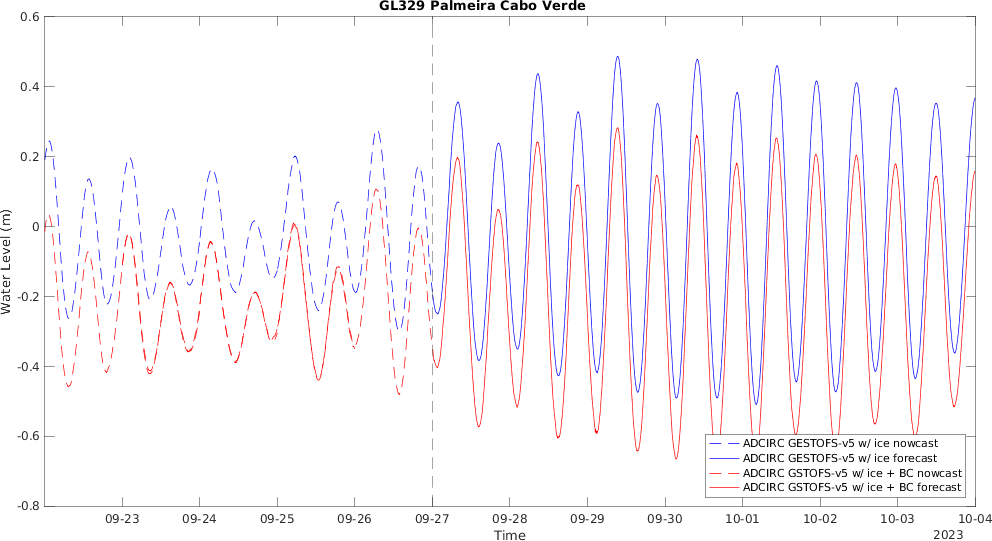 GL329 Palmeira Cabo Verde
0.6
0.4
0.2
0
-0.2
-0.4
-0.6
-0.8
Water Level (m)
ADCIRC GESTOFS-v5 w/ ice nowcast
ADCIRC GESTOFS-v5 w/ ice forecast
ADCIRC GSTOFS-v5 w/ ice + BC nowcast
ADCIRC GSTOFS-v5 w/ ice + BC forecast
09-23 09-24 09-25 09-26 09-27 09-28 09-29 09-30 10-01 10-02 10-03 10-04
Time
2023